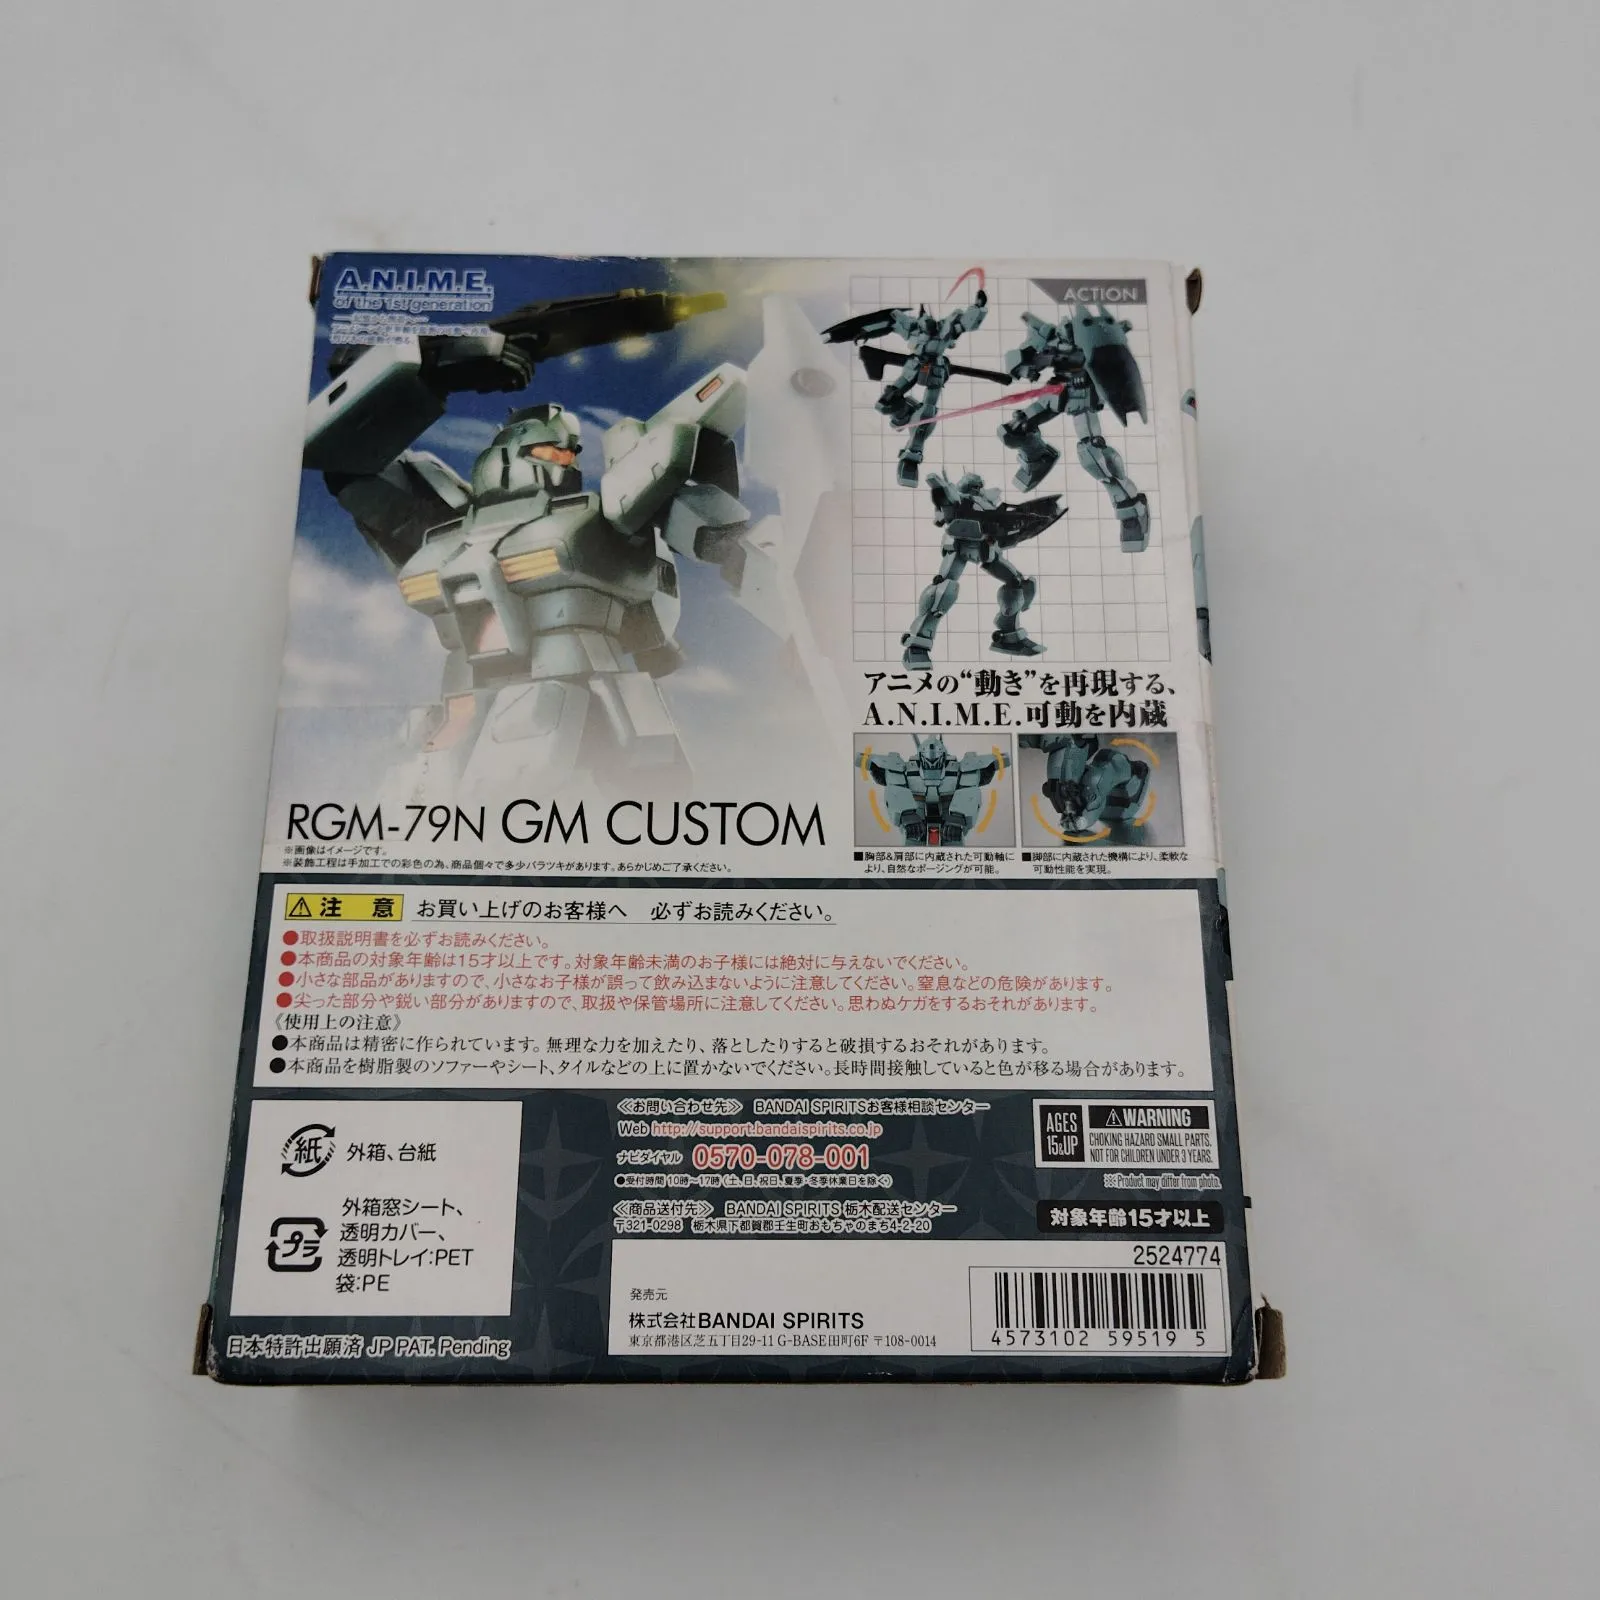 A.N.I.M.E.
of the 1st generation
ACTION
アニメの“動き”を再現する、
A.N.I.M.E.可動を内蔵
■胸部&肩部に内蔵された可動軸に
より、自然なポージングが可能。
■脚部に内蔵された機構により、柔軟な
可動性能を実現。
RGM-79N GM CUSTOM
※画像はイメージです。
※装飾工程は手加工での彩色の為、商品個々で多少バラツキがあります。あらかじめご了承ください。
注 意 お買い上げのお客様へ 必ずお読みください。
●取扱説明書を必ずお読みください。
●本商品の対象年齢は15才以上です。対象年齢未満のお子様には絶対に与えないでください。
●小さな部品がありますので、小さなお子様が誤って飲み込まないように注意してください。窒息などの危険があります。
●尖った部分や鋭い部分がありますので、取扱や保管場所に注意してください。思わぬケガをするおそれがあります。
《使用上の注意》
●本商品は精密に作られています。無理な力を加えたり、落としたりすると破損するおそれがあります。
●本商品を樹脂製のソファーやシート、タイルなどの上に置かないでください。長時間接触していると色が移る場合があります。
紙 外箱、台紙
プラ 外箱窓シート、
透明カバー、
透明トレイ:PET
袋:PE
日本特許出願済 JP PAT. Pending
≪お問い合わせ先≫ BANDAI SPIRITSお客様相談センター
Web http://support.bandaispirits.co.jp
ナビダイヤル 0570-078-001
●受付時間 10時～17時 (土、日、祝日、夏季・冬季休業日を除く)
≪商品送付先≫ BANDAI SPIRITS 栃木配送センター
〒321-0298 栃木県下都賀郡壬生町おもちゃのまち4-2-20
AGES
15&UP
WARNING
CHOKING HAZARD SMALL PARTS.
NOT FOR CHILDREN UNDER 3 YEARS.
※Product may differ from photo.
対象年齢15才以上
2524774
発売元
株式会社BANDAI SPIRITS
東京都港区芝五丁目29-11 G-BASE田町6F 〒108-0014
4573102 59519 5